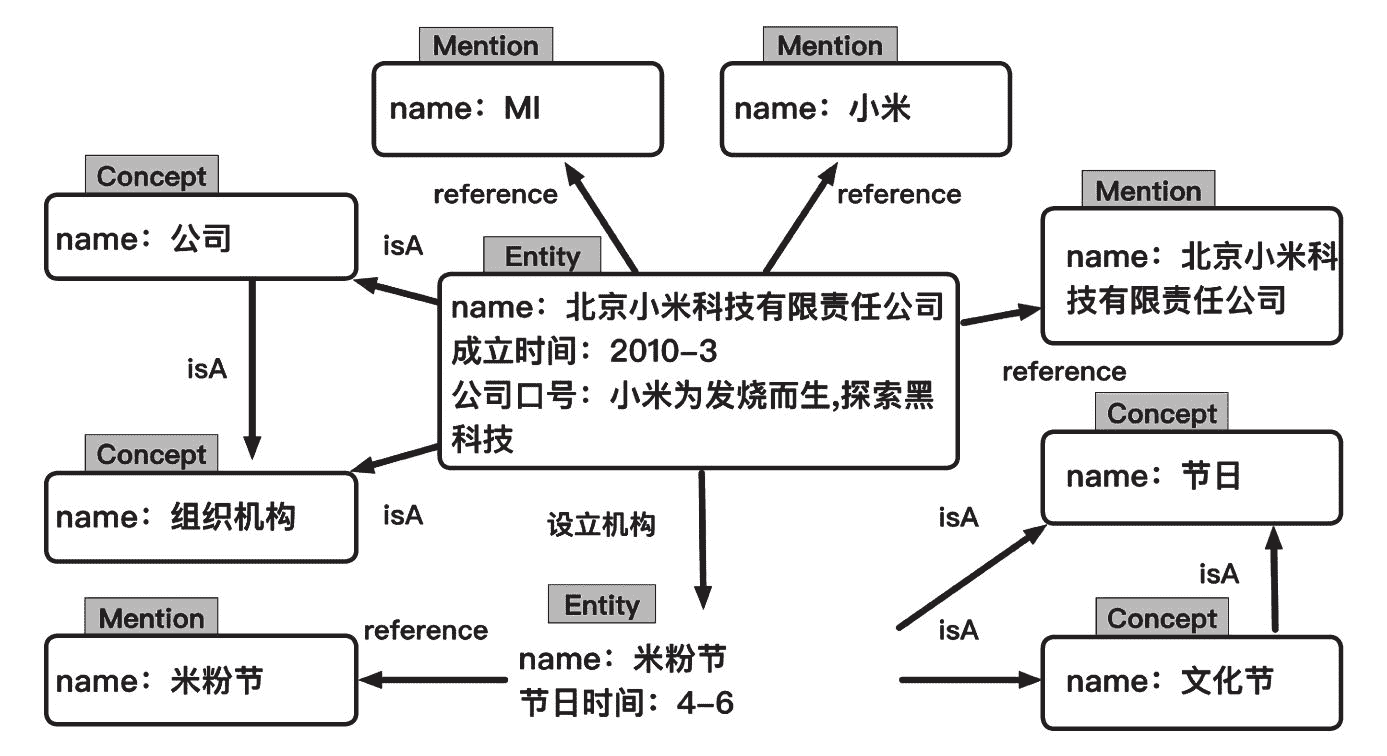 Mention
name：MI
Mention
name：小米
reference
reference
Concept
name：公司
isA
Mention
name：北京小米科
技有限责任公司
reference
Entity
name：北京小米科技有限责任公司
成立时间：2010-3
公司口号：小米为发烧而生,探索黑
科技
isA
Concept
name：组织机构
isA
设立机构
Concept
name：节日
isA
isA
isA
Entity
name：米粉节
节日时间：4-6
reference
Mention
name：米粉节
Concept
name：文化节